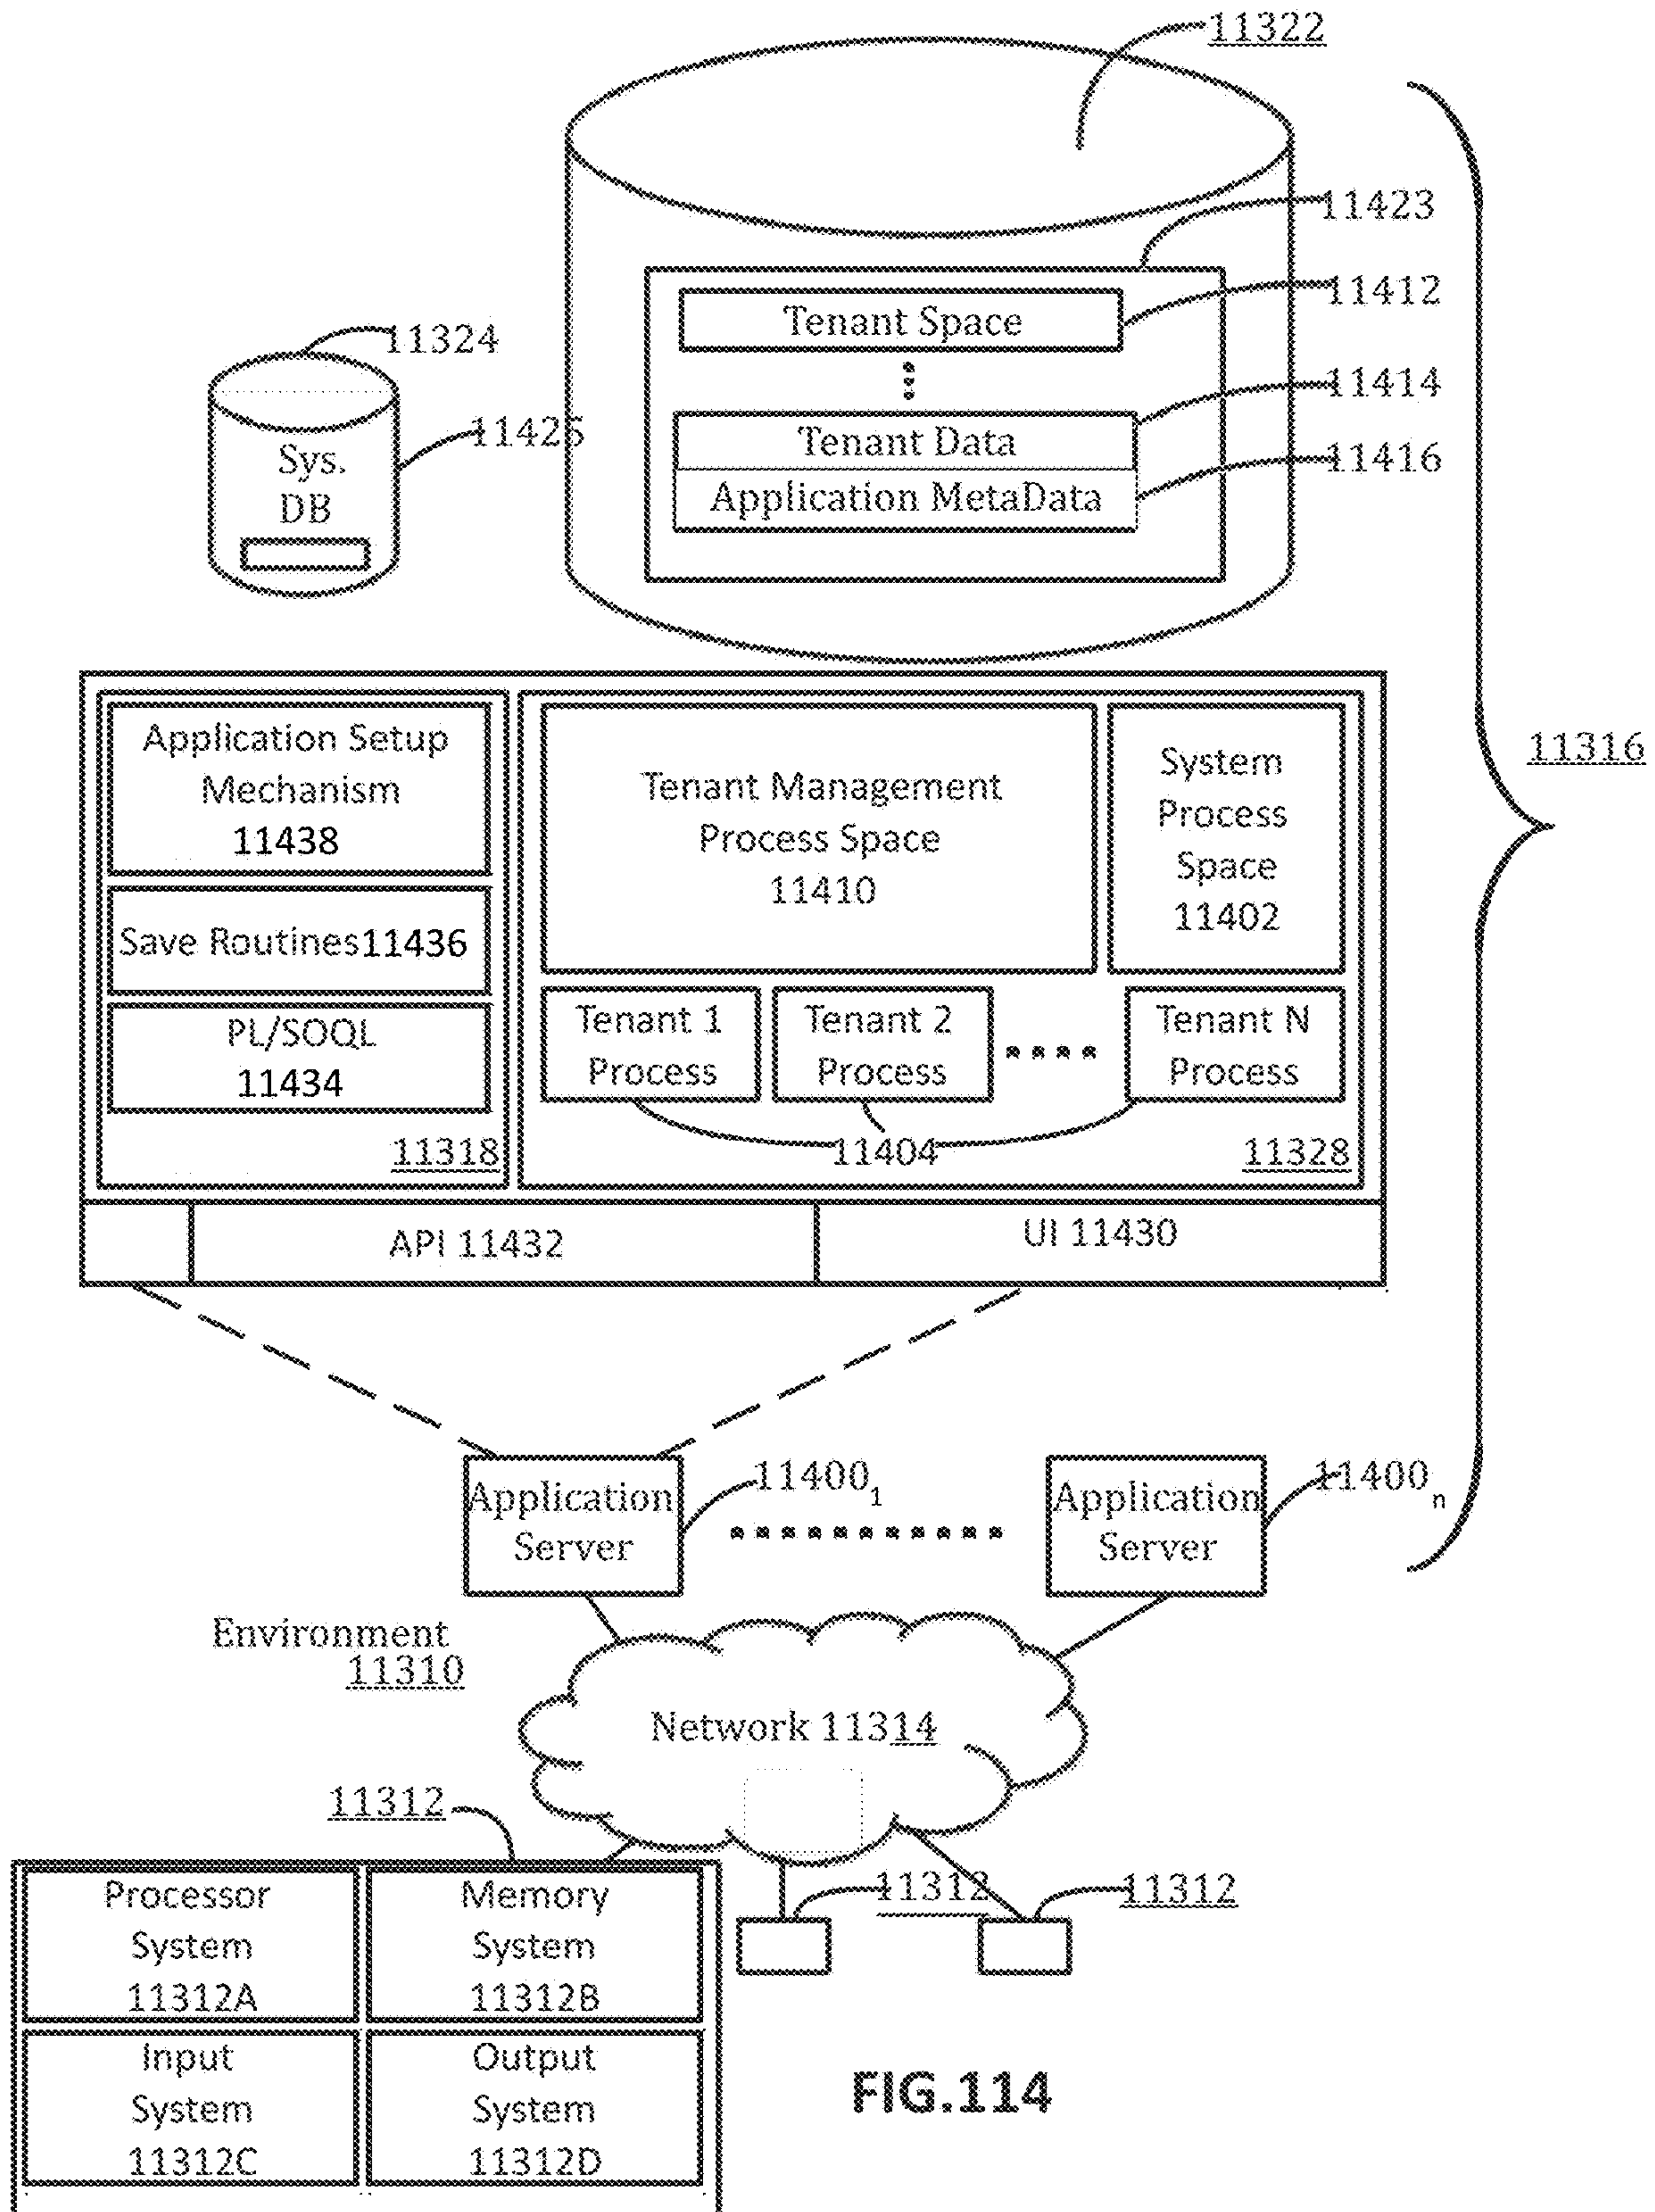 11322
11423
11412
Tenant Space
11324
11414
Tenant Data
11425
11416
Sys.
DB
Application MetaData
11316
Application Setup
Mechanism
11438
Tenant Management
Process Space
11410
System
Process
Space
11402
Save Routines11436
PL/SOQL
11434
Tenant 1
Process
Tenant 2
Process
Tenant N
Process
11318
11404
11328
API 11432
UI 11430
Application
Server
11400₁
Application
Server
11400ₙ
Environment
11310
Network 11314
11312
11312
11312
Processor
System
11312A
Memory
System
11312B
Input
System
11312C
Output
System
11312D
FIG.114